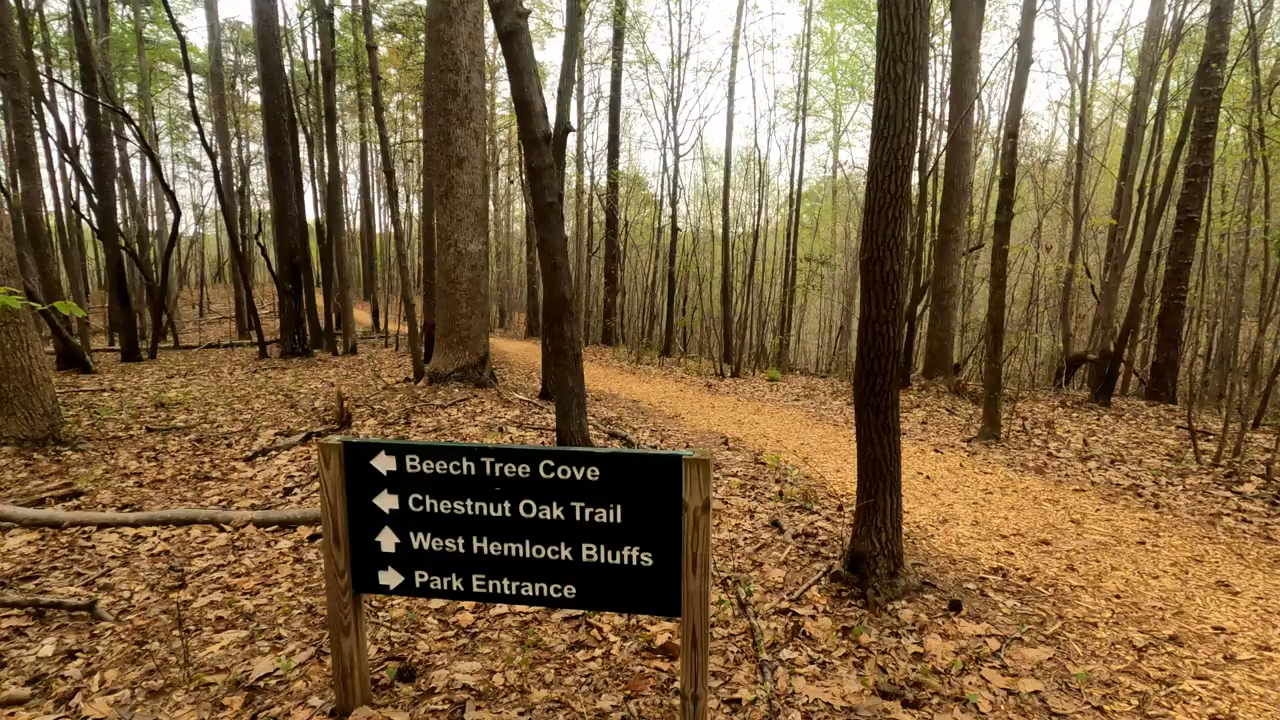 Beech Tree Cove
Chestnut Oak Trail
West Hemlock Bluffs
Park Entrance